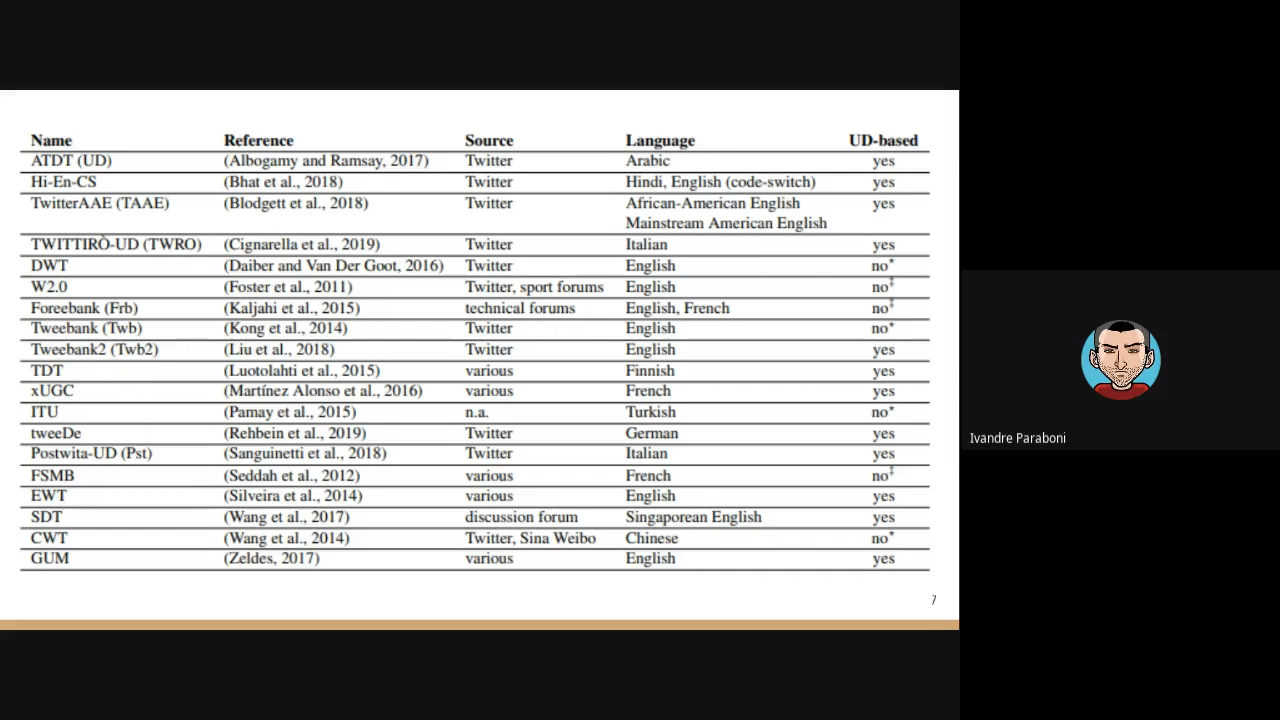 Name Reference Source Language UD-based
ATDT (UD) (Albogamy and Ramsay, 2017) Twitter Arabic yes
Hi-En-CS (Bhat et al., 2018) Twitter Hindi, English (code-switch) yes
TwitterAAE (TAAE) (Blodgett et al., 2018) Twitter African-American English yes
Mainstream American English
TWITTIRÒ-UD (TWRO) (Cignarella et al., 2019) Twitter Italian yes
DWT (Daiber and Van Der Goot, 2016) Twitter English no*
W2.0 (Foster et al., 2011) Twitter, sport forums English no‡
Foreebank (Frb) (Kaljahi et al., 2015) technical forums English, French no‡
Tweebank (Twb) (Kong et al., 2014) Twitter English no*
Tweebank2 (Twb2) (Liu et al., 2018) Twitter English yes
TDT (Luotolahti et al., 2015) various Finnish yes
xUGC (Martínez Alonso et al., 2016) various French yes
ITU (Pamay et al., 2015) n.a. Turkish no*
tweeDe (Rehbein et al., 2019) Twitter German yes
Postwita-UD (Pst) (Sanguinetti et al., 2018) Twitter Italian yes
FSMB (Seddah et al., 2012) various French no‡
EWT (Silveira et al., 2014) various English yes
SDT (Wang et al., 2017) discussion forum Singaporean English yes
CWT (Wang et al., 2014) Twitter, Sina Weibo Chinese no*
GUM (Zeldes, 2017) various English yes
7
Ivandre Paraboni